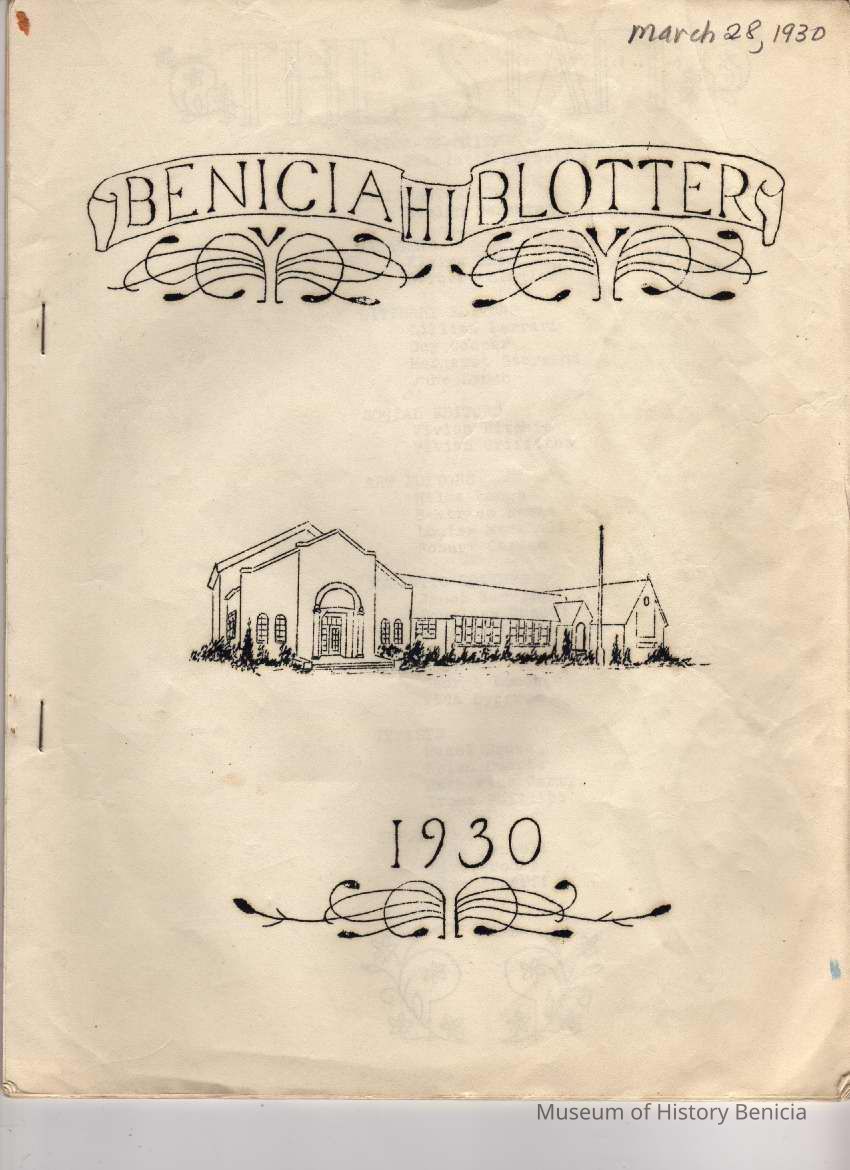 March 28, 1930
BENICIA HI BLOTTER
1930
Museum of History Benicia